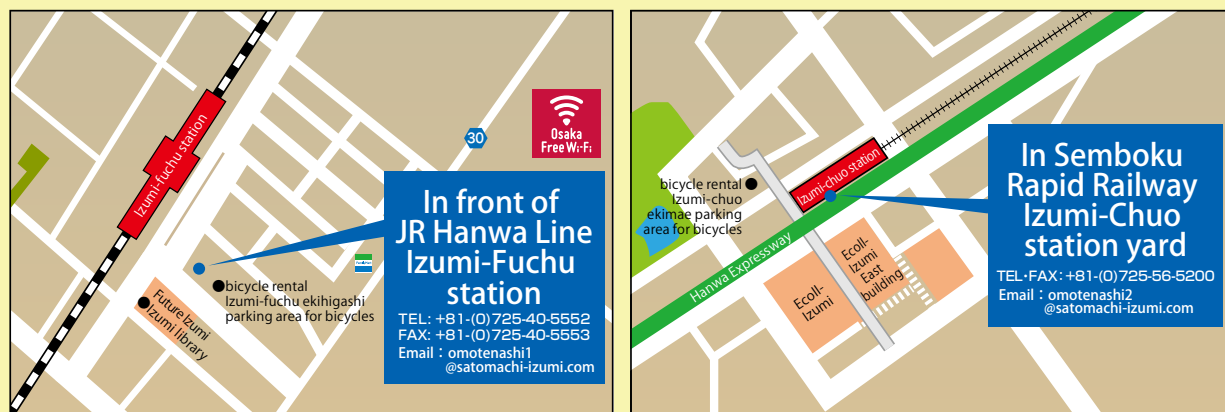 Izumi-fuchu station
30
Osaka
Free Wi-Fi
In front of
JR Hanwa Line
Izumi-Fuchu
station
TEL: +81-(0)725-40-5552
FAX: +81-(0)725-40-5553
Email：omotenashi1
@satomachi-izumi.com
bicycle rental
Izumi-fuchu ekihigashi
parking area for bicycles
Future Izumi
Izumi library
Izumi-chuo station
bicycle rental
Izumi-chuo
ekimae parking
area for bicycles
Hanwa Expressway
Ecoll-
Izumi
Ecoll-
Izumi
East
building
In Semboku
Rapid Railway
Izumi-Chuo
station yard
TEL・FAX：+81-(0)725-56-5200
Email：omotenashi2
@satomachi-izumi.com